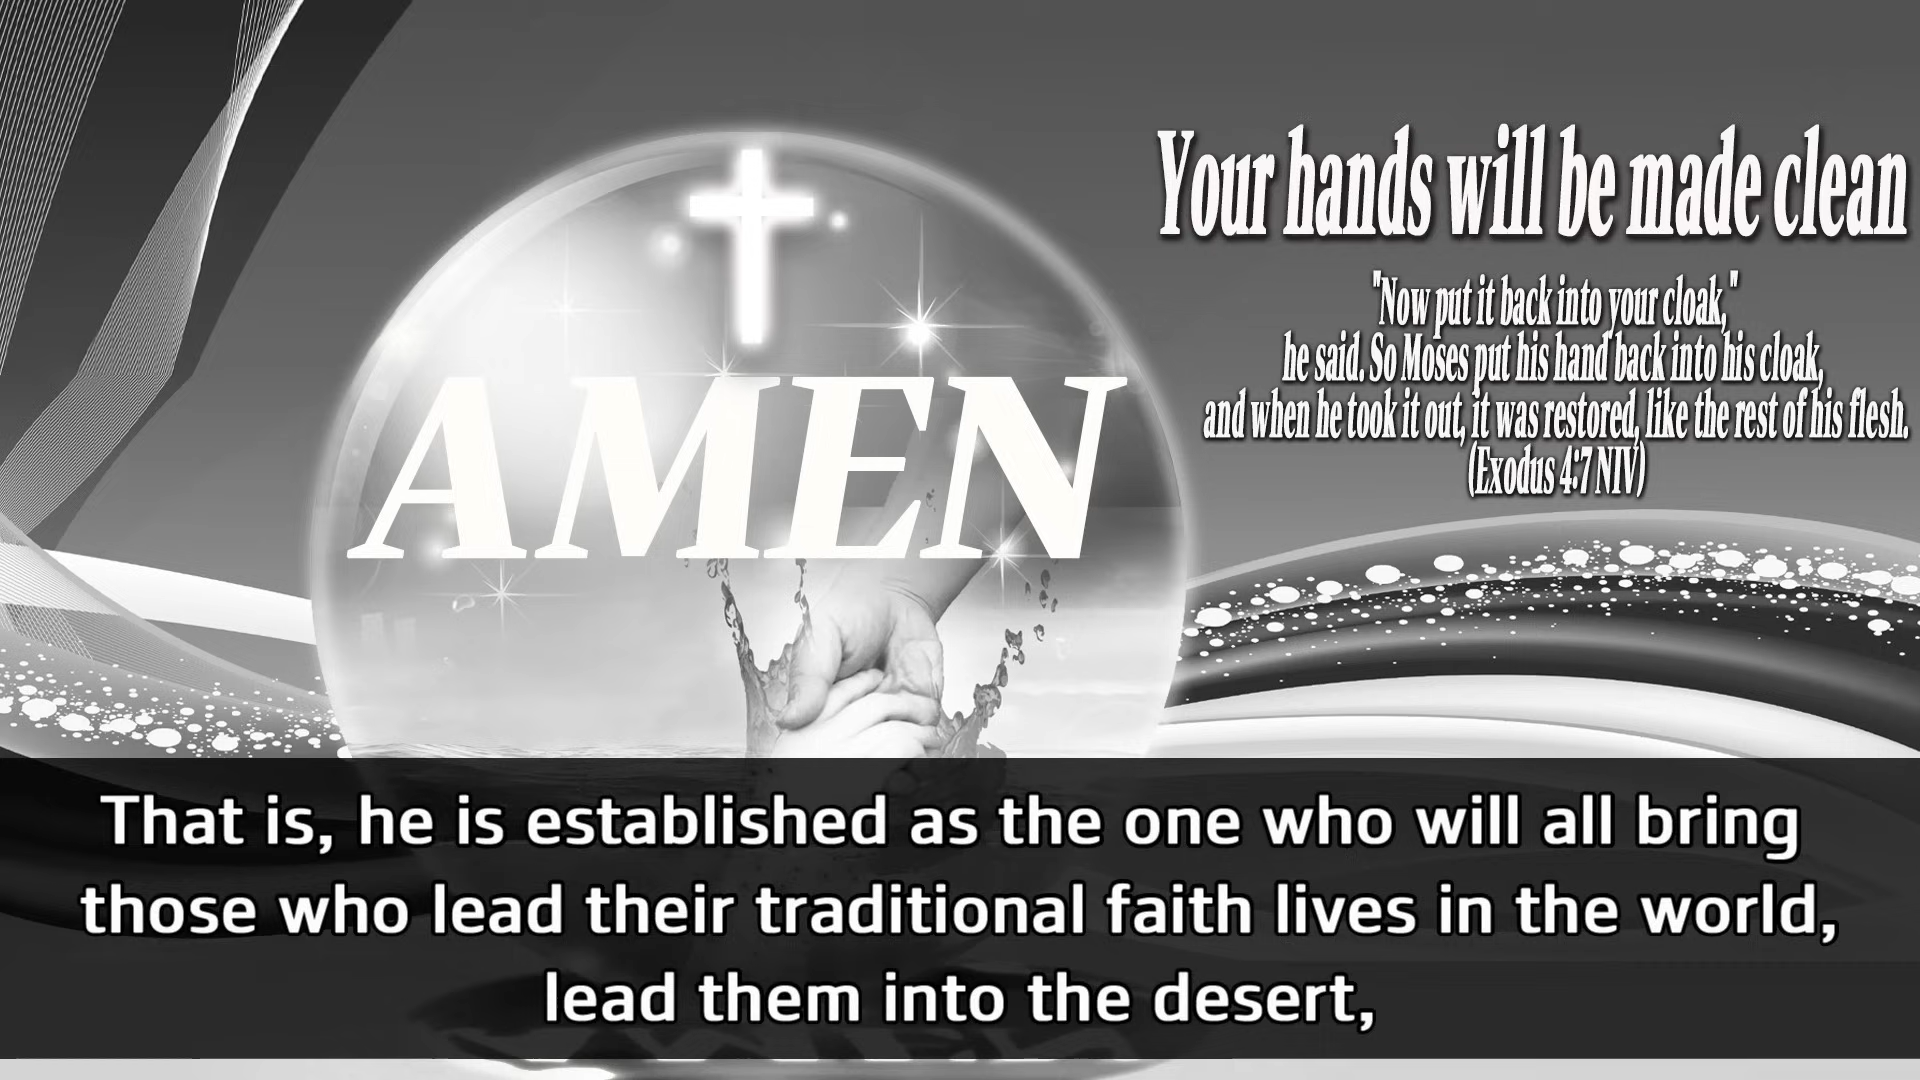 AMEN
Your hands will be made clean
"Now put it back into your cloak,"
he said. So Moses put his hand back into his cloak,
and when he took it out, it was restored, like the rest of his flesh.
(Exodus 4:7 NIV)
That is, he is established as the one who will all bring
those who lead their traditional faith lives in the world,
lead them into the desert,